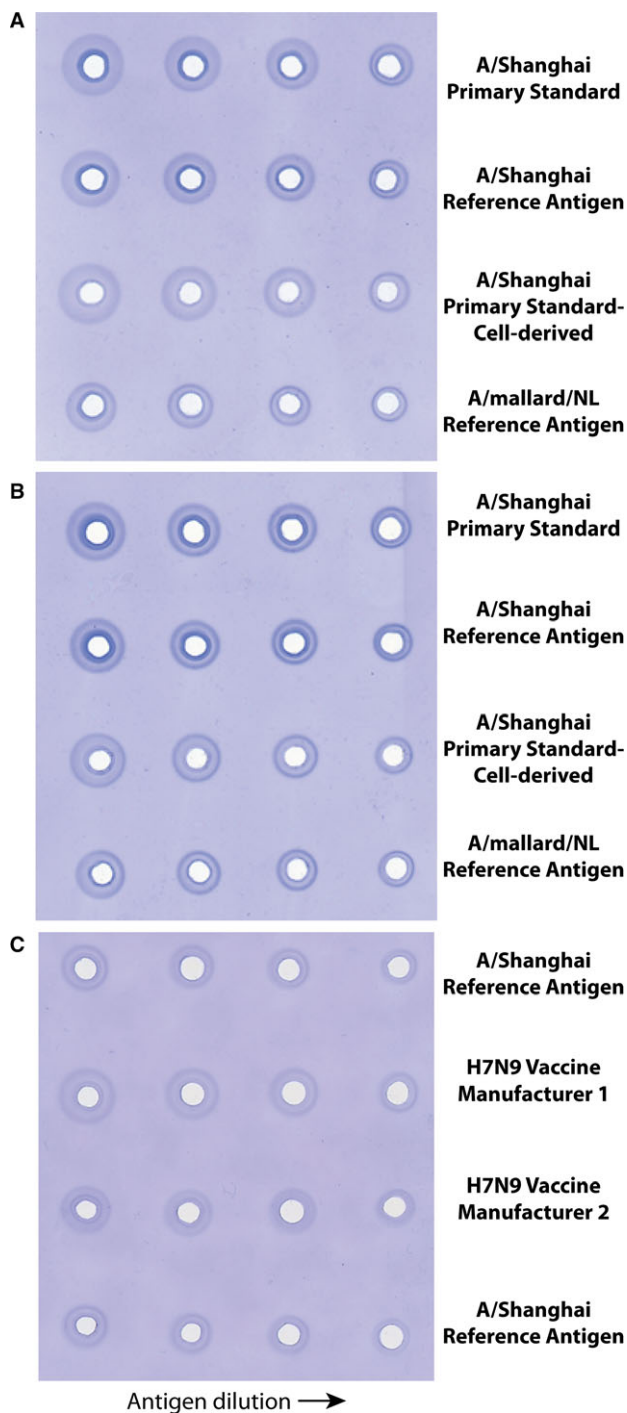 A
A/Shanghai
Primary Standard
A/Shanghai
Reference Antigen
A/Shanghai
Primary Standard-
Cell-derived
A/mallard/NL
Reference Antigen
B
A/Shanghai
Primary Standard
A/Shanghai
Reference Antigen
A/Shanghai
Primary Standard-
Cell-derived
A/mallard/NL
Reference Antigen
C
A/Shanghai
Reference Antigen
H7N9 Vaccine
Manufacturer 1
H7N9 Vaccine
Manufacturer 2
A/Shanghai
Reference Antigen
Antigen dilution